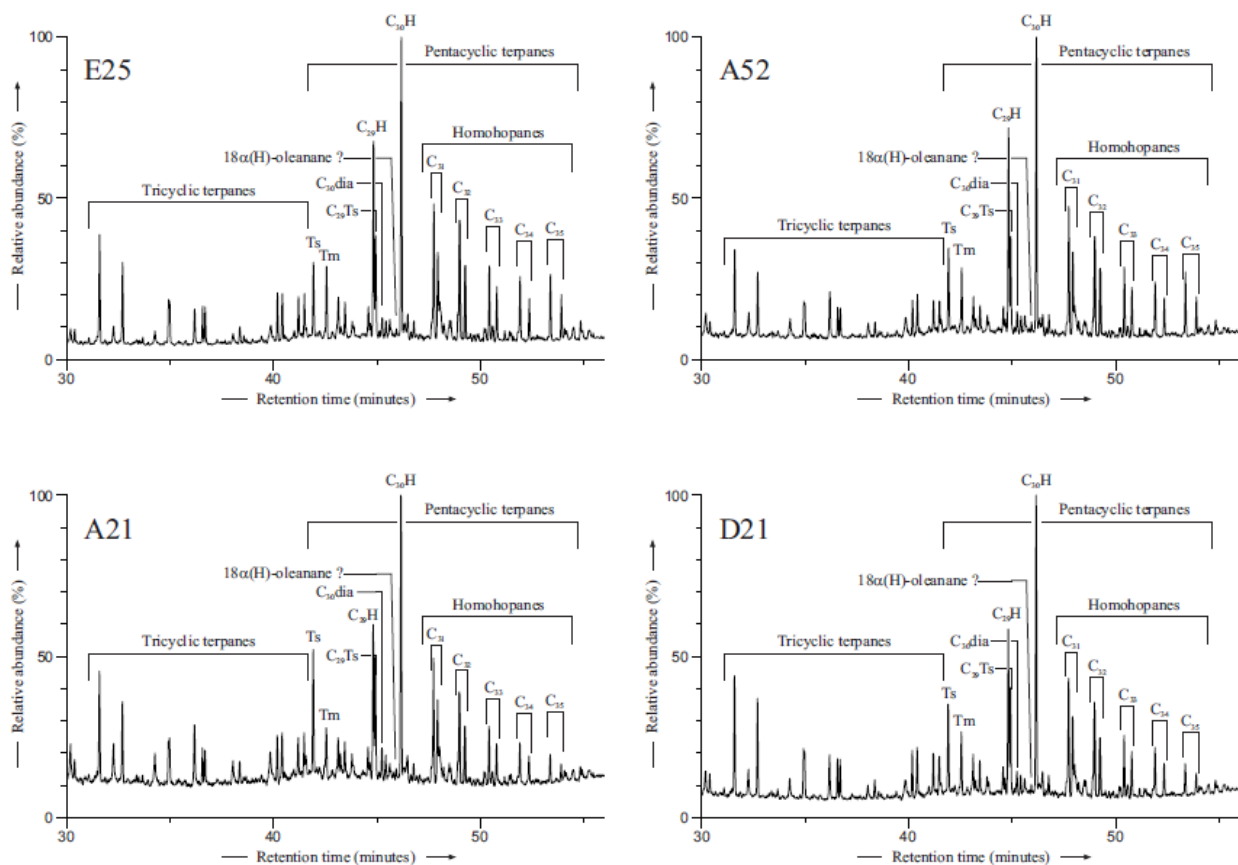 C₃₀H
100
Pentacyclic terpanes
E25
C₂₉H
Homohopanes
18α(H)-oleanane ?
C₃₁
C₃₀dia
C₃₂
Tricyclic terpanes
C₂₉Ts
50
C₃₃
Ts
Tm
C₃₄
C₃₅
0
30
40
50
Retention time (minutes)
Relative abundance (%)
C₃₀H
100
Pentacyclic terpanes
A52
C₂₉H
Homohopanes
18α(H)-oleanane ?
C₃₁
C₃₀dia
C₃₂
C₂₉Ts
Tricyclic terpanes
50
Ts
C₃₃
Tm
C₃₄
C₃₅
0
30
40
50
Retention time (minutes)
Relative abundance (%)
C₃₀H
100
Pentacyclic terpanes
A21
18α(H)-oleanane ?
C₃₀dia
Homohopanes
C₂₉H
Tricyclic terpanes
Ts
C₃₁
C₂₉Ts
50
C₃₂
C₃₃
Tm
C₃₄
C₃₅
0
30
40
50
Retention time (minutes)
Relative abundance (%)
C₃₀H
100
Pentacyclic terpanes
D21
18α(H)-oleanane ?
C₂₉H
Homohopanes
C₃₀dia
C₃₁
Tricyclic terpanes
C₂₉Ts
50
C₃₂
Ts
C₃₃
Tm
C₃₄
C₃₅
0
30
40
50
Retention time (minutes)
Relative abundance (%)